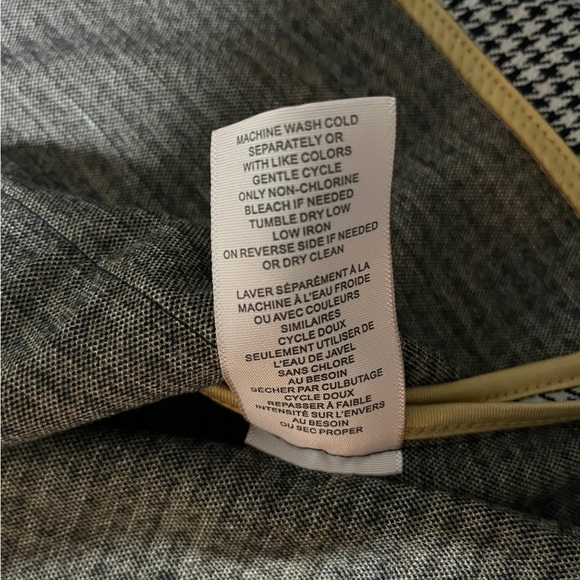 MACHINE WASH COLD
SEPARATELY OR
WITH LIKE COLORS
GENTLE CYCLE
ONLY NON-CHLORINE
BLEACH IF NEEDED
TUMBLE DRY LOW
LOW IRON
ON REVERSE SIDE IF NEEDED
OR DRY CLEAN
LAVER SÉPARÉMENT À LA
MACHINE À L'EAU FROIDE
OU AVEC COULEURS
SIMILAIRES
CYCLE DOUX
SEULEMENT UTILISER DE
L'EAU DE JAVEL
SANS CHLORE
AU BESOIN
SÉCHER PAR CULBUTAGE
CYCLE DOUX
REPASSER À FAIBLE
INTENSITÉ SUR L'ENVERS
AU BESOIN
OU SEC PROPER